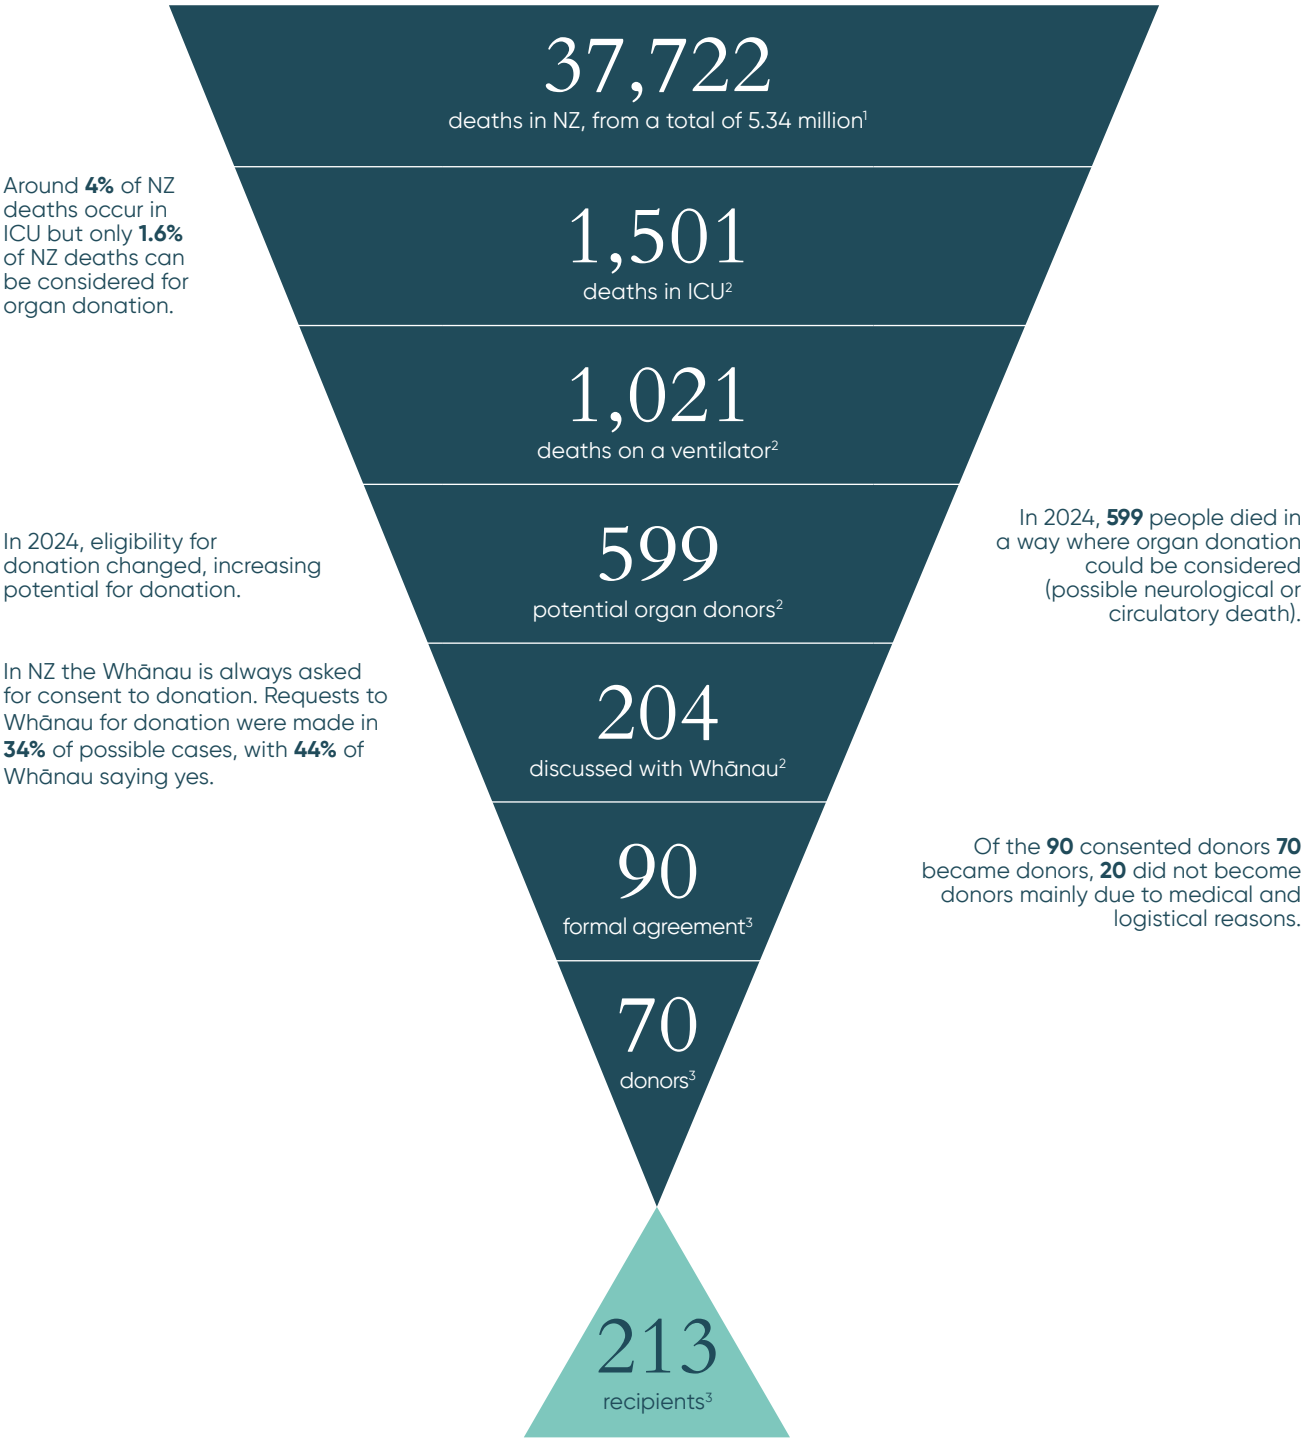 37,722
deaths in NZ, from a total of 5.34 million¹
Around 4% of NZ
deaths occur in
ICU but only 1.6%
of NZ deaths can
be considered for
organ donation.
1,501
deaths in ICU²
1,021
deaths on a ventilator²
In 2024, eligibility for
donation changed, increasing
potential for donation.
599
potential organ donors²
In 2024, 599 people died in
a way where organ donation
could be considered
(possible neurological or
circulatory death).
In NZ the Whānau is always asked
for consent to donation. Requests to
Whānau for donation were made in
34% of possible cases, with 44% of
Whānau saying yes.
204
discussed with Whānau²
90
formal agreement³
Of the 90 consented donors 70
became donors, 20 did not become
donors mainly due to medical and
logistical reasons.
70
donors³
213
recipients³